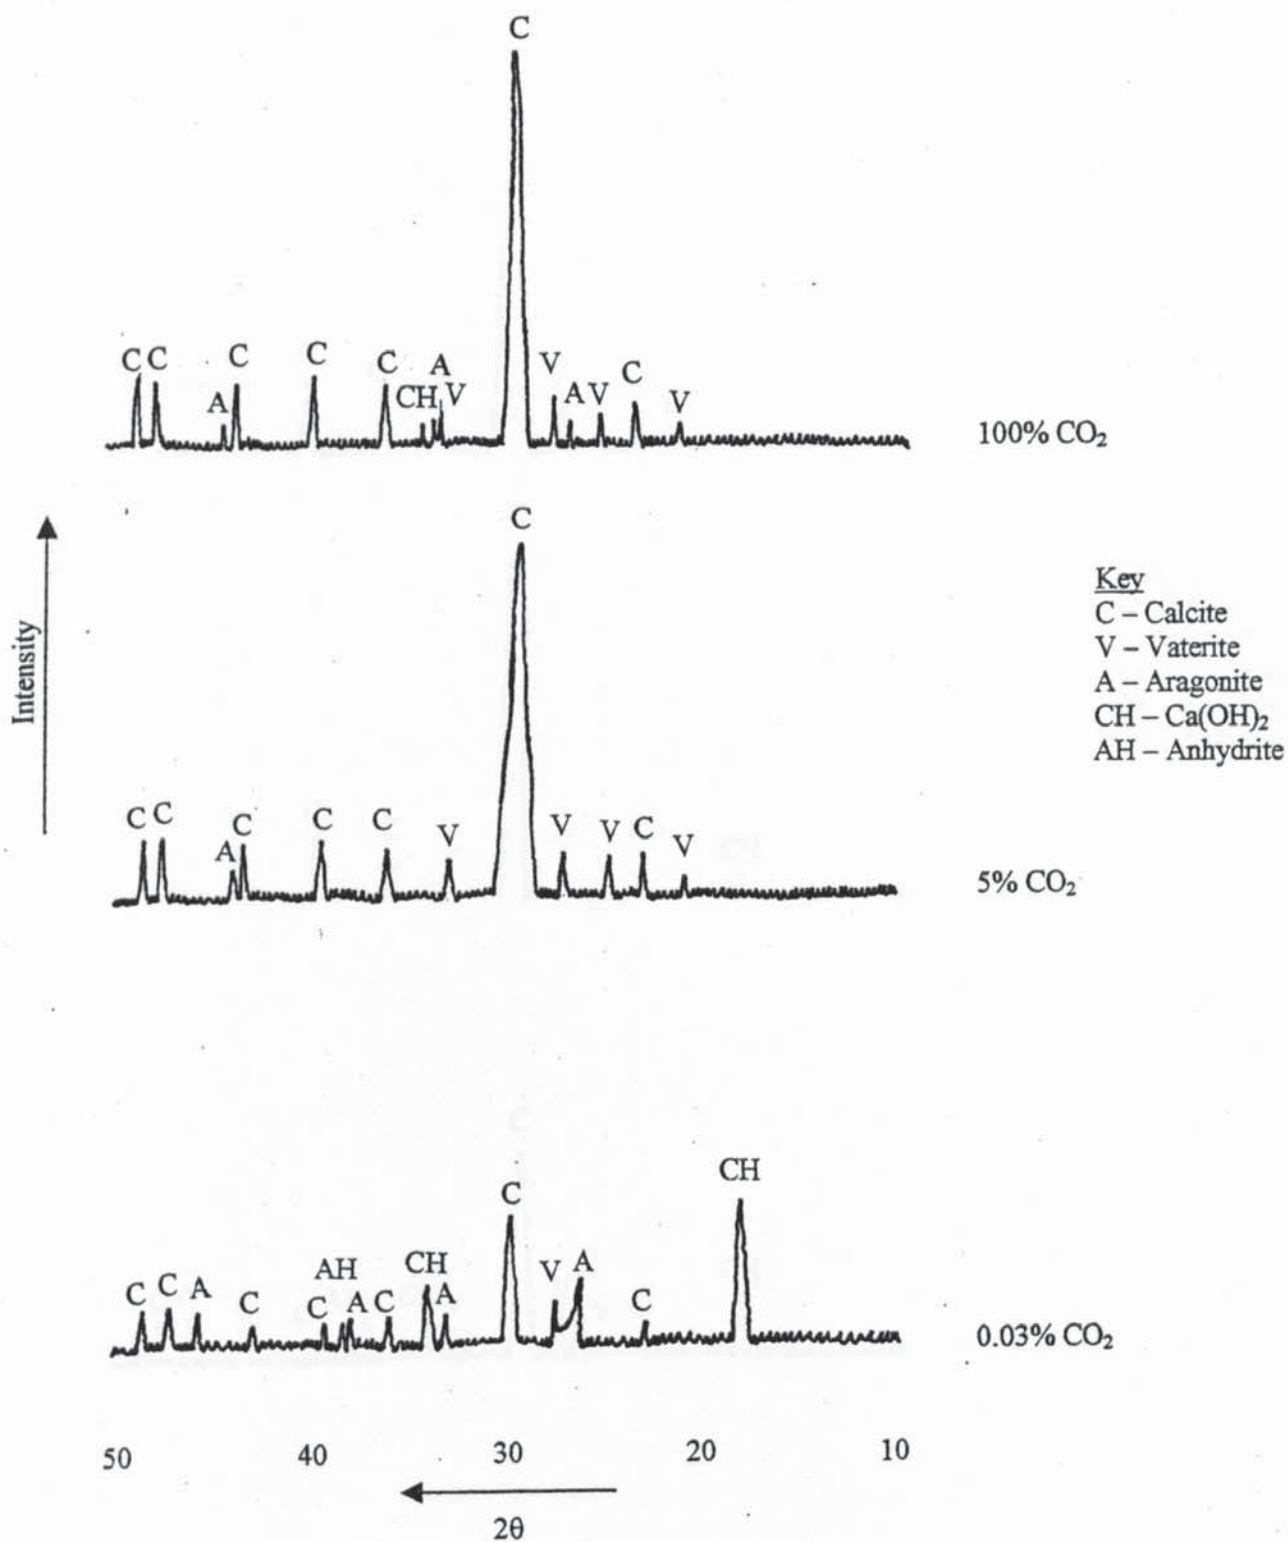 C
C C
A
C
C
C
CH
A
V
V
A V
C
V
100% CO₂
Intensity
C
C C
A
C
C
C
V
V
V
C
V
5% CO₂
Key
C – Calcite
V – Vaterite
A – Aragonite
CH – Ca(OH)₂
AH – Anhydrite
C C A
C
C
AH
A
C
CH
A
C
V
A
C
CH
0.03% CO₂
50 40 30 20 10
2θ